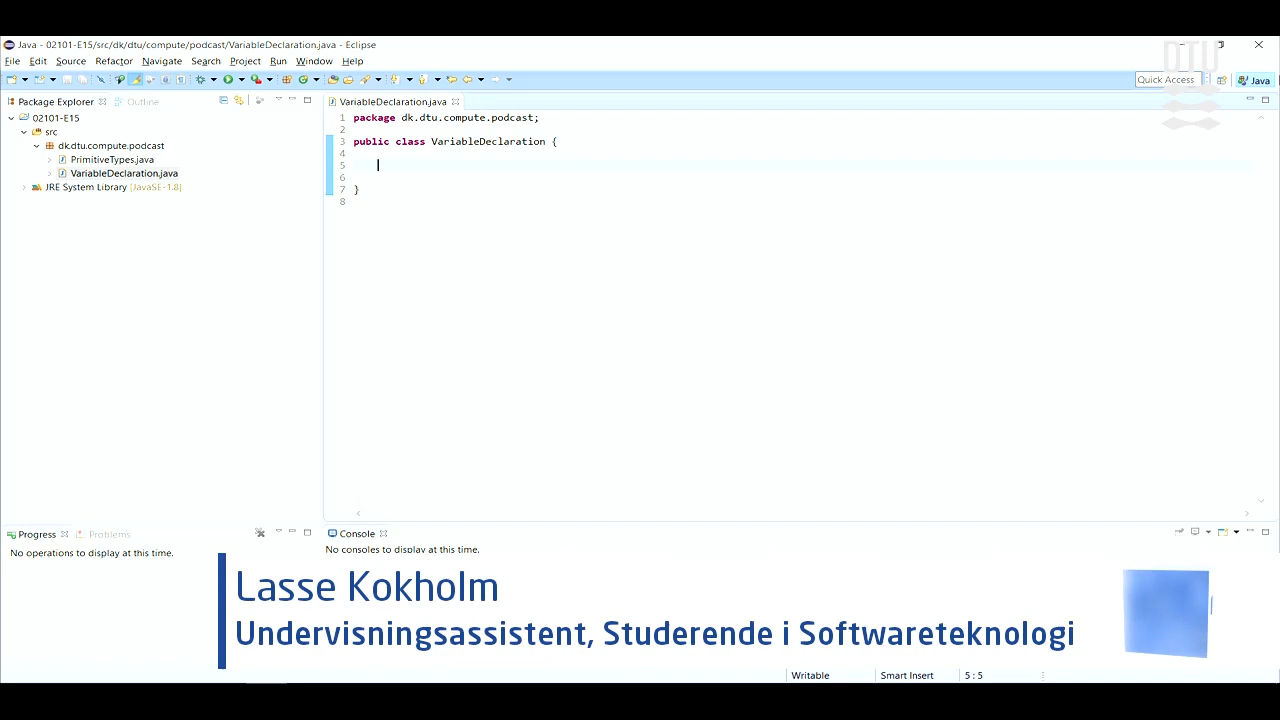 Java - 02101-E15/src/dk/dtu/compute/podcast/VariableDeclaration.java - Eclipse
File Edit Source Refactor Navigate Search Project Run Window Help
DTU
Quick Access
Java
Package Explorer
Outline
02101-E15
src
dk.dtu.compute.podcast
PrimitiveTypes.java
VariableDeclaration.java
JRE System Library [JavaSE-1.8]
VariableDeclaration.java
1 package dk.dtu.compute.podcast;
2
3 public class VariableDeclaration {
4
5
6
7 }
8
Progress
Problems
No operations to display at this time.
Console
No consoles to display at this time.
Lasse Kokholm
Undervisningsassistent, Studerende i Softwareteknologi
Writable
Smart Insert
5 : 5